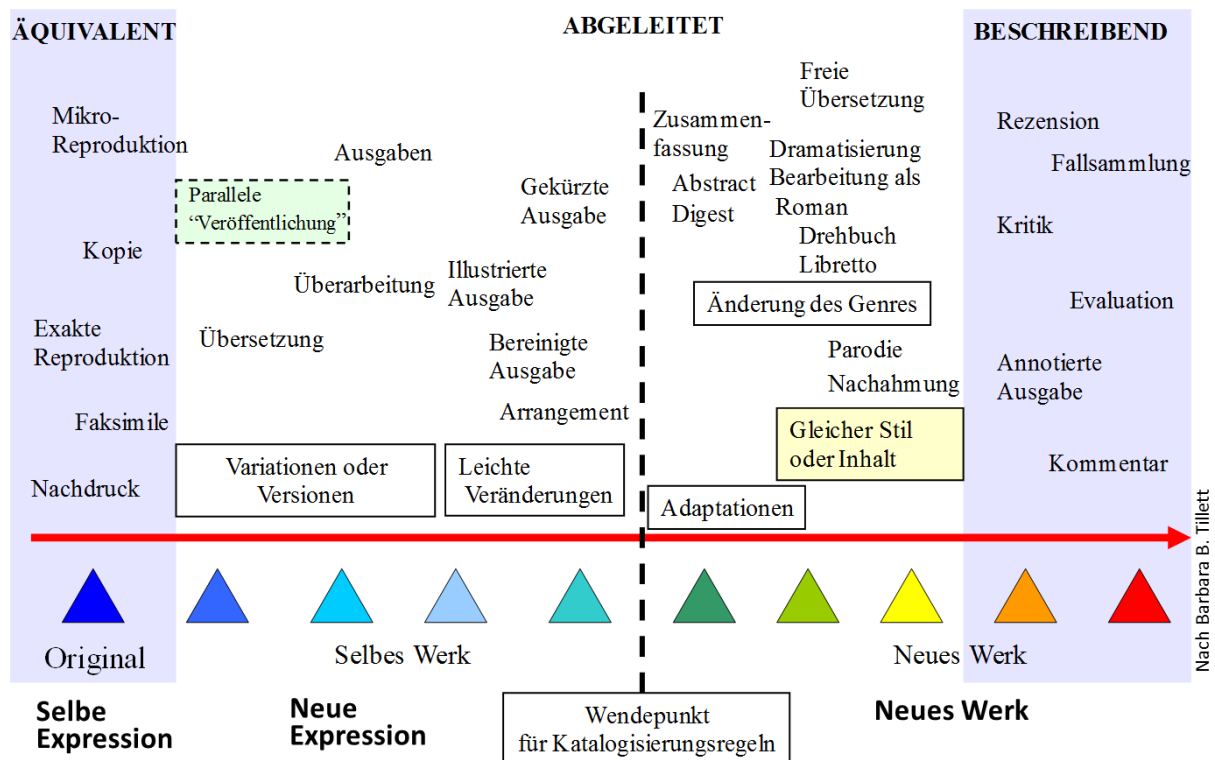 ÄQUIVALENT
ABGELEITET
BESCHREIBEND
Mikro-
Reproduktion
Kopie
Exakte
Reproduktion
Faksimile
Nachdruck
Ausgaben
Parallele
“Veröffentlichung”
Gekürzte
Ausgabe
Überarbeitung
Illustrierte
Ausgabe
Übersetzung
Bereinigte
Ausgabe
Arrangement
Variationen oder
Versionen
Leichte
Veränderungen
Freie
Übersetzung
Zusammen-
fassung
Abstract
Digest
Dramatisierung
Bearbeitung als
Roman
Drehbuch
Libretto
Änderung des Genres
Parodie
Nachahmung
Gleicher Stil
oder Inhalt
Adaptationen
Rezension
Fallsammlung
Kritik
Evaluation
Annotierte
Ausgabe
Kommentar
Nach Barbara B. Tillett
Original
Selbes Werk
Neues Werk
Selbe
Expression
Neue
Expression
Wendepunkt
für Katalogisierungsregeln
Neues Werk